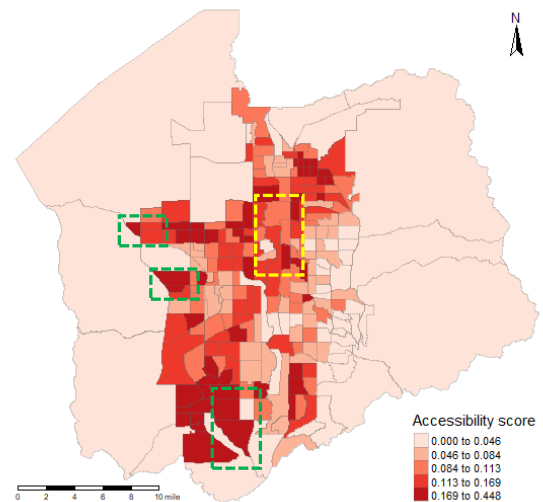 N
Accessibility score
0.000 to 0.046
0.046 to 0.084
0.084 to 0.113
0.113 to 0.169
0.169 to 0.448
0 2 4 6 8 10 mile